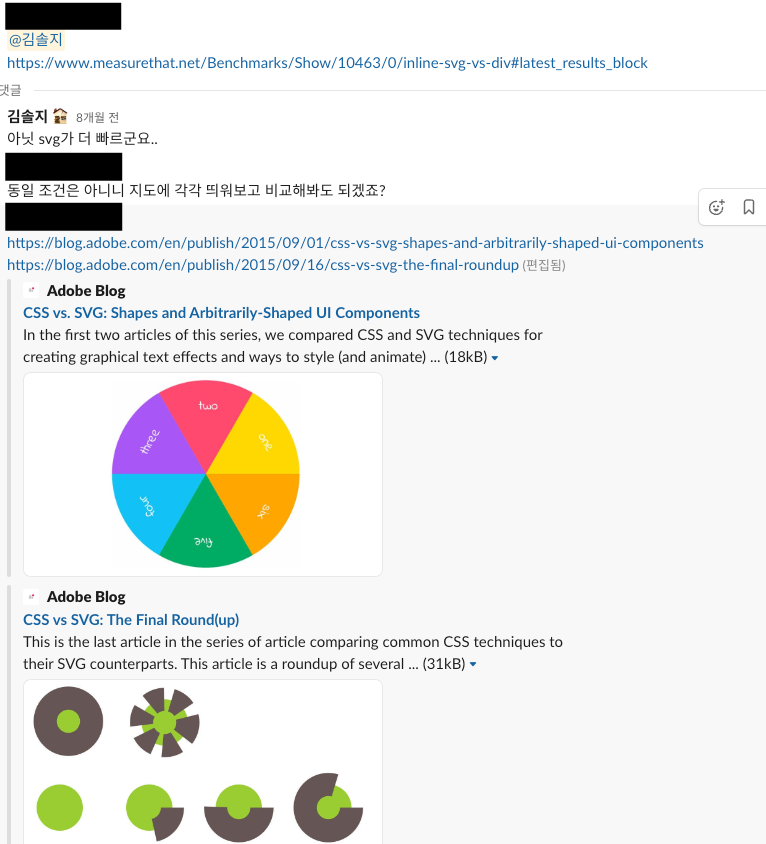 @김솔지
https://www.measurethat.net/Benchmarks/Show/10463/0/inline-svg-vs-div#latest_results_block
댓글
김솔지 8개월 전
아닛 svg가 더 빠르군요..
동일 조건은 아니니 지도에 각각 띄워보고 비교해봐도 되겠죠?
https://blog.adobe.com/en/publish/2015/09/01/css-vs-svg-shapes-and-arbitrarily-shaped-ui-components
https://blog.adobe.com/en/publish/2015/09/16/css-vs-svg-the-final-roundup (편집됨)
Adobe Blog
CSS vs. SVG: Shapes and Arbitrarily-Shaped UI Components
In the first two articles of this series, we compared CSS and SVG techniques for
creating graphical text effects and ways to style (and animate) ... (18kB)
two
three
one
four
six
five
Adobe Blog
CSS vs SVG: The Final Round(up)
This is the last article in the series of article comparing common CSS techniques to
their SVG counterparts. This article is a roundup of several ... (31kB)